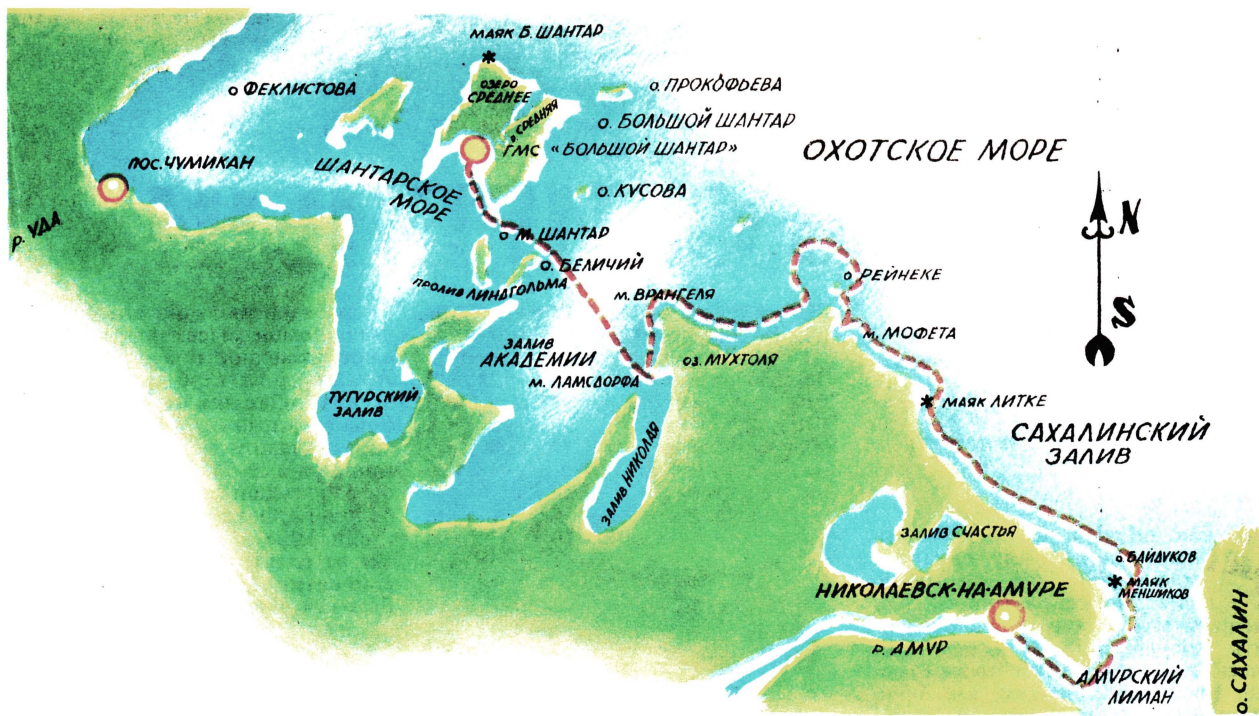 МАЯК Б. ШАНТАР
ФЕКЛИСТОВА
ОЗЕРО
СРЕДНЕЕ
о. ПРОКОФЬЕВА
СРЕДНЯЯ
о. БОЛЬШОЙ ШАНТАР
ГМС «БОЛЬШОЙ ШАНТАР»
ОХОТСКОЕ МОРЕ
ПОС. ЧУМИКАН
ШАНТАРСКОЕ
МОРЕ
о. КУСОВА
р. УДА
М. ШАНТАР
о. БЕЛИЧИЙ
ПРОЛИВ ЛИНДГОЛЬМА
N
РЕЙНЕКЕ
м. ВРАНГЕЛЯ
S
м. МОФЕТА
ЗАЛИВ
АКАДЕМИИ
оз. МУХТОЛЯ
м. ЛАМСДОРФА
ТУГУРСКИЙ
ЗАЛИВ
МАЯК ЛИТКЕ
САХАЛИНСКИЙ
ЗАЛИВ
ЗАЛИВ НИКОЛАЯ
ЗАЛИВ СЧАСТЬЯ
БАЙДУКОВ
МАЯК
МЕНШИКОВ
НИКОЛАЕВСК-НА-АМУРЕ
р. АМУР
АМУРСКИЙ
ЛИМАН
о. САХАЛИН